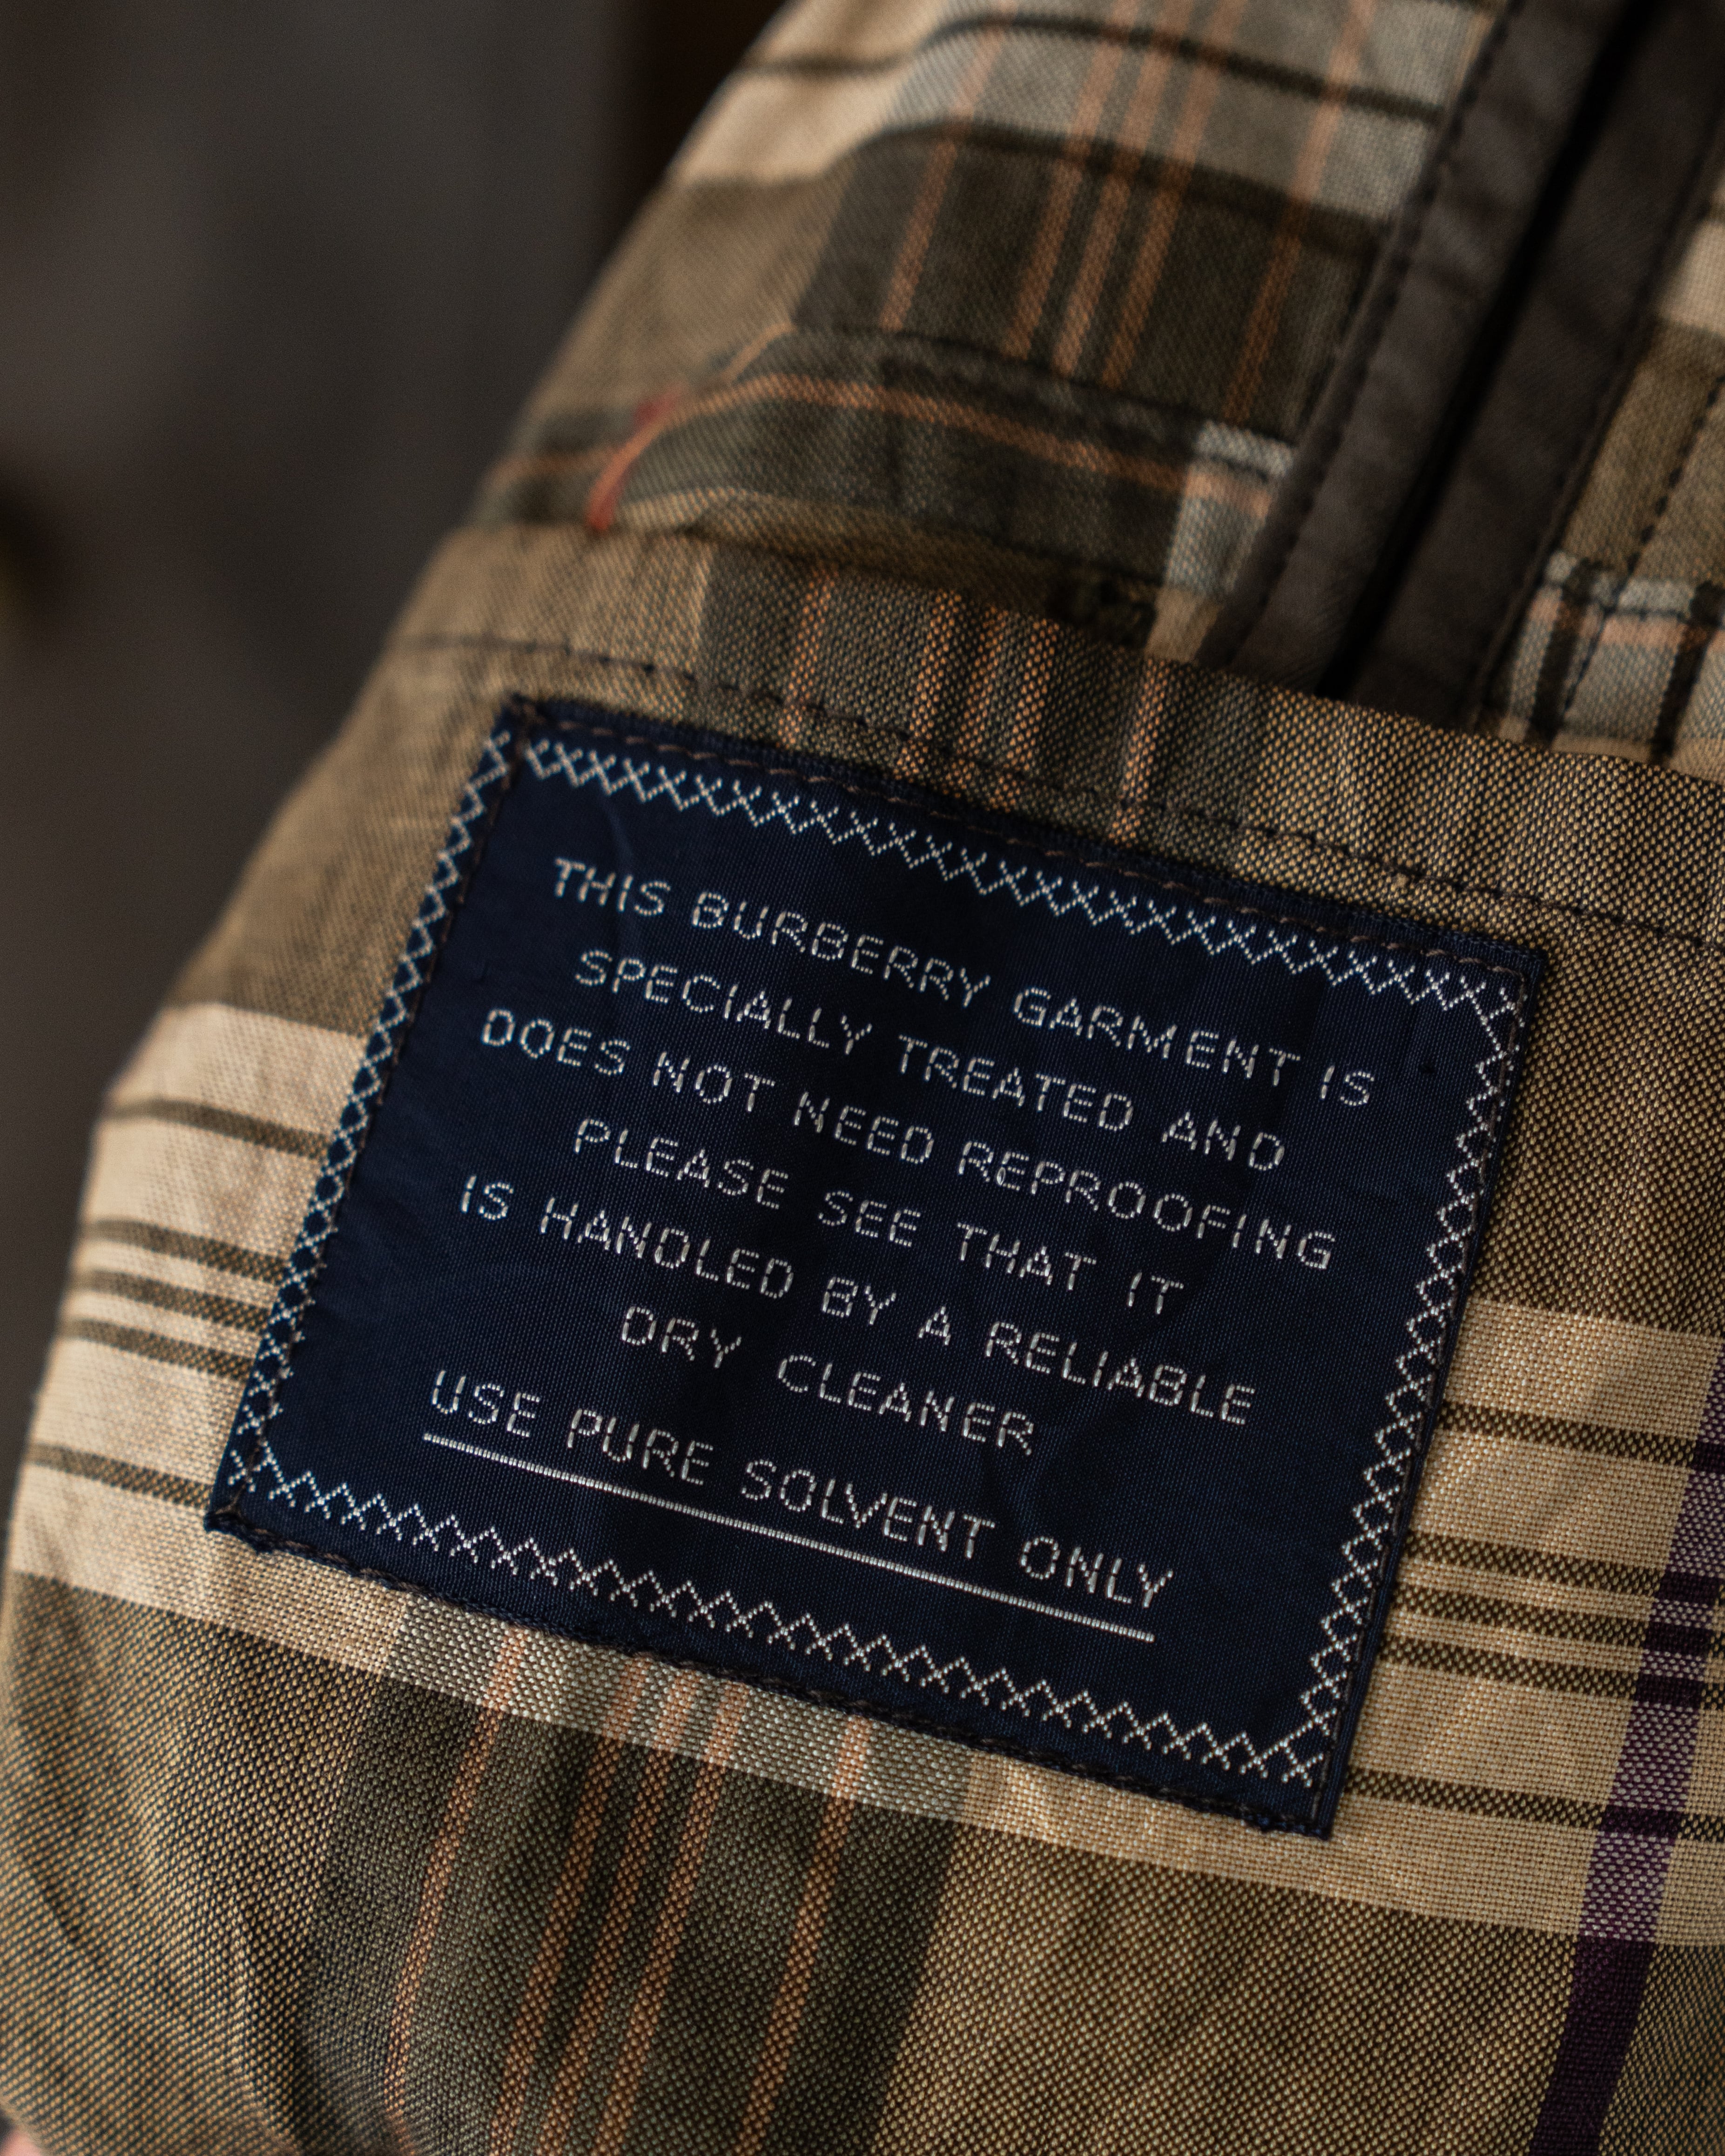 THIS BURBERRY GARMENT IS
SPECIALLY TREATED AND
DOES NOT NEED REPROOFING
PLEASE SEE THAT IT
IS HANDLED BY A RELIABLE
DRY CLEANER
USE PURE SOLVENT ONLY